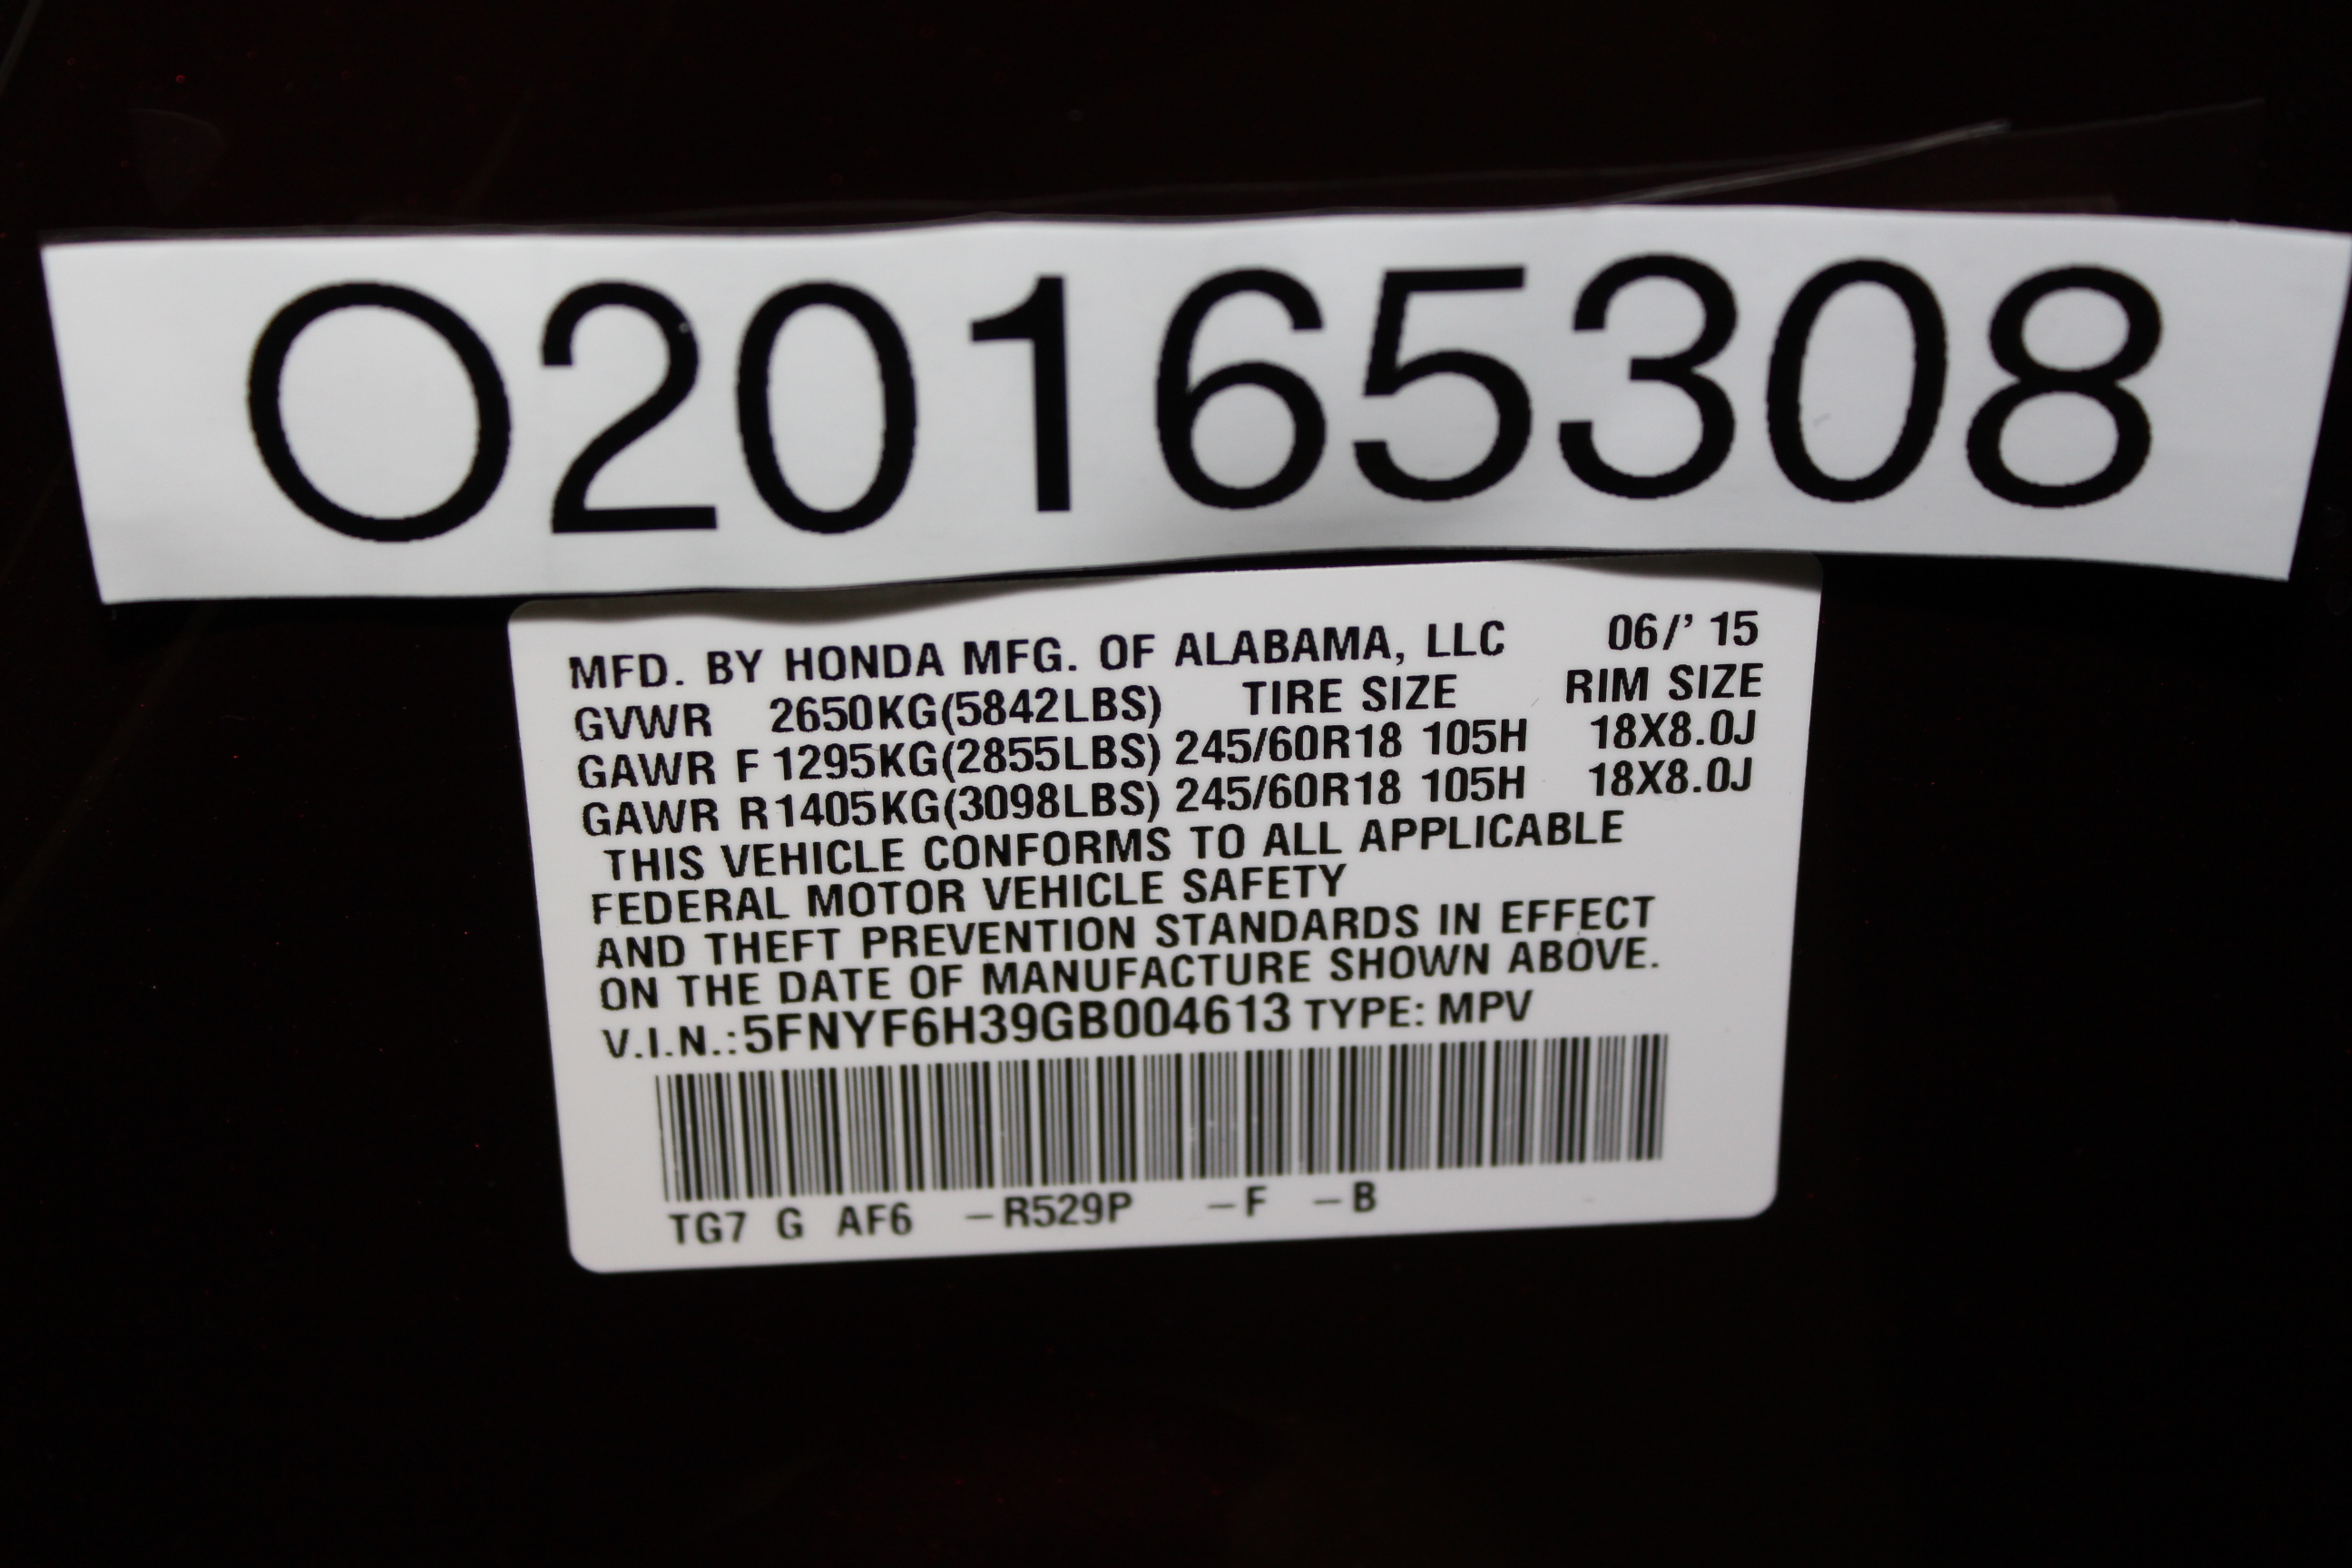 O20165308
MFD. BY HONDA MFG. OF ALABAMA, LLC 06/' 15
GVWR 2650KG(5842LBS) TIRE SIZE RIM SIZE
GAWR F 1295KG(2855LBS) 245/60R18 105H 18X8.0J
GAWR R 1405KG(3098LBS) 245/60R18 105H 18X8.0J
THIS VEHICLE CONFORMS TO ALL APPLICABLE
FEDERAL MOTOR VEHICLE SAFETY
AND THEFT PREVENTION STANDARDS IN EFFECT
ON THE DATE OF MANUFACTURE SHOWN ABOVE.
V.I.N.:5FNYF6H39GB004613 TYPE: MPV
TG7 G AF6 –R529P –F –B